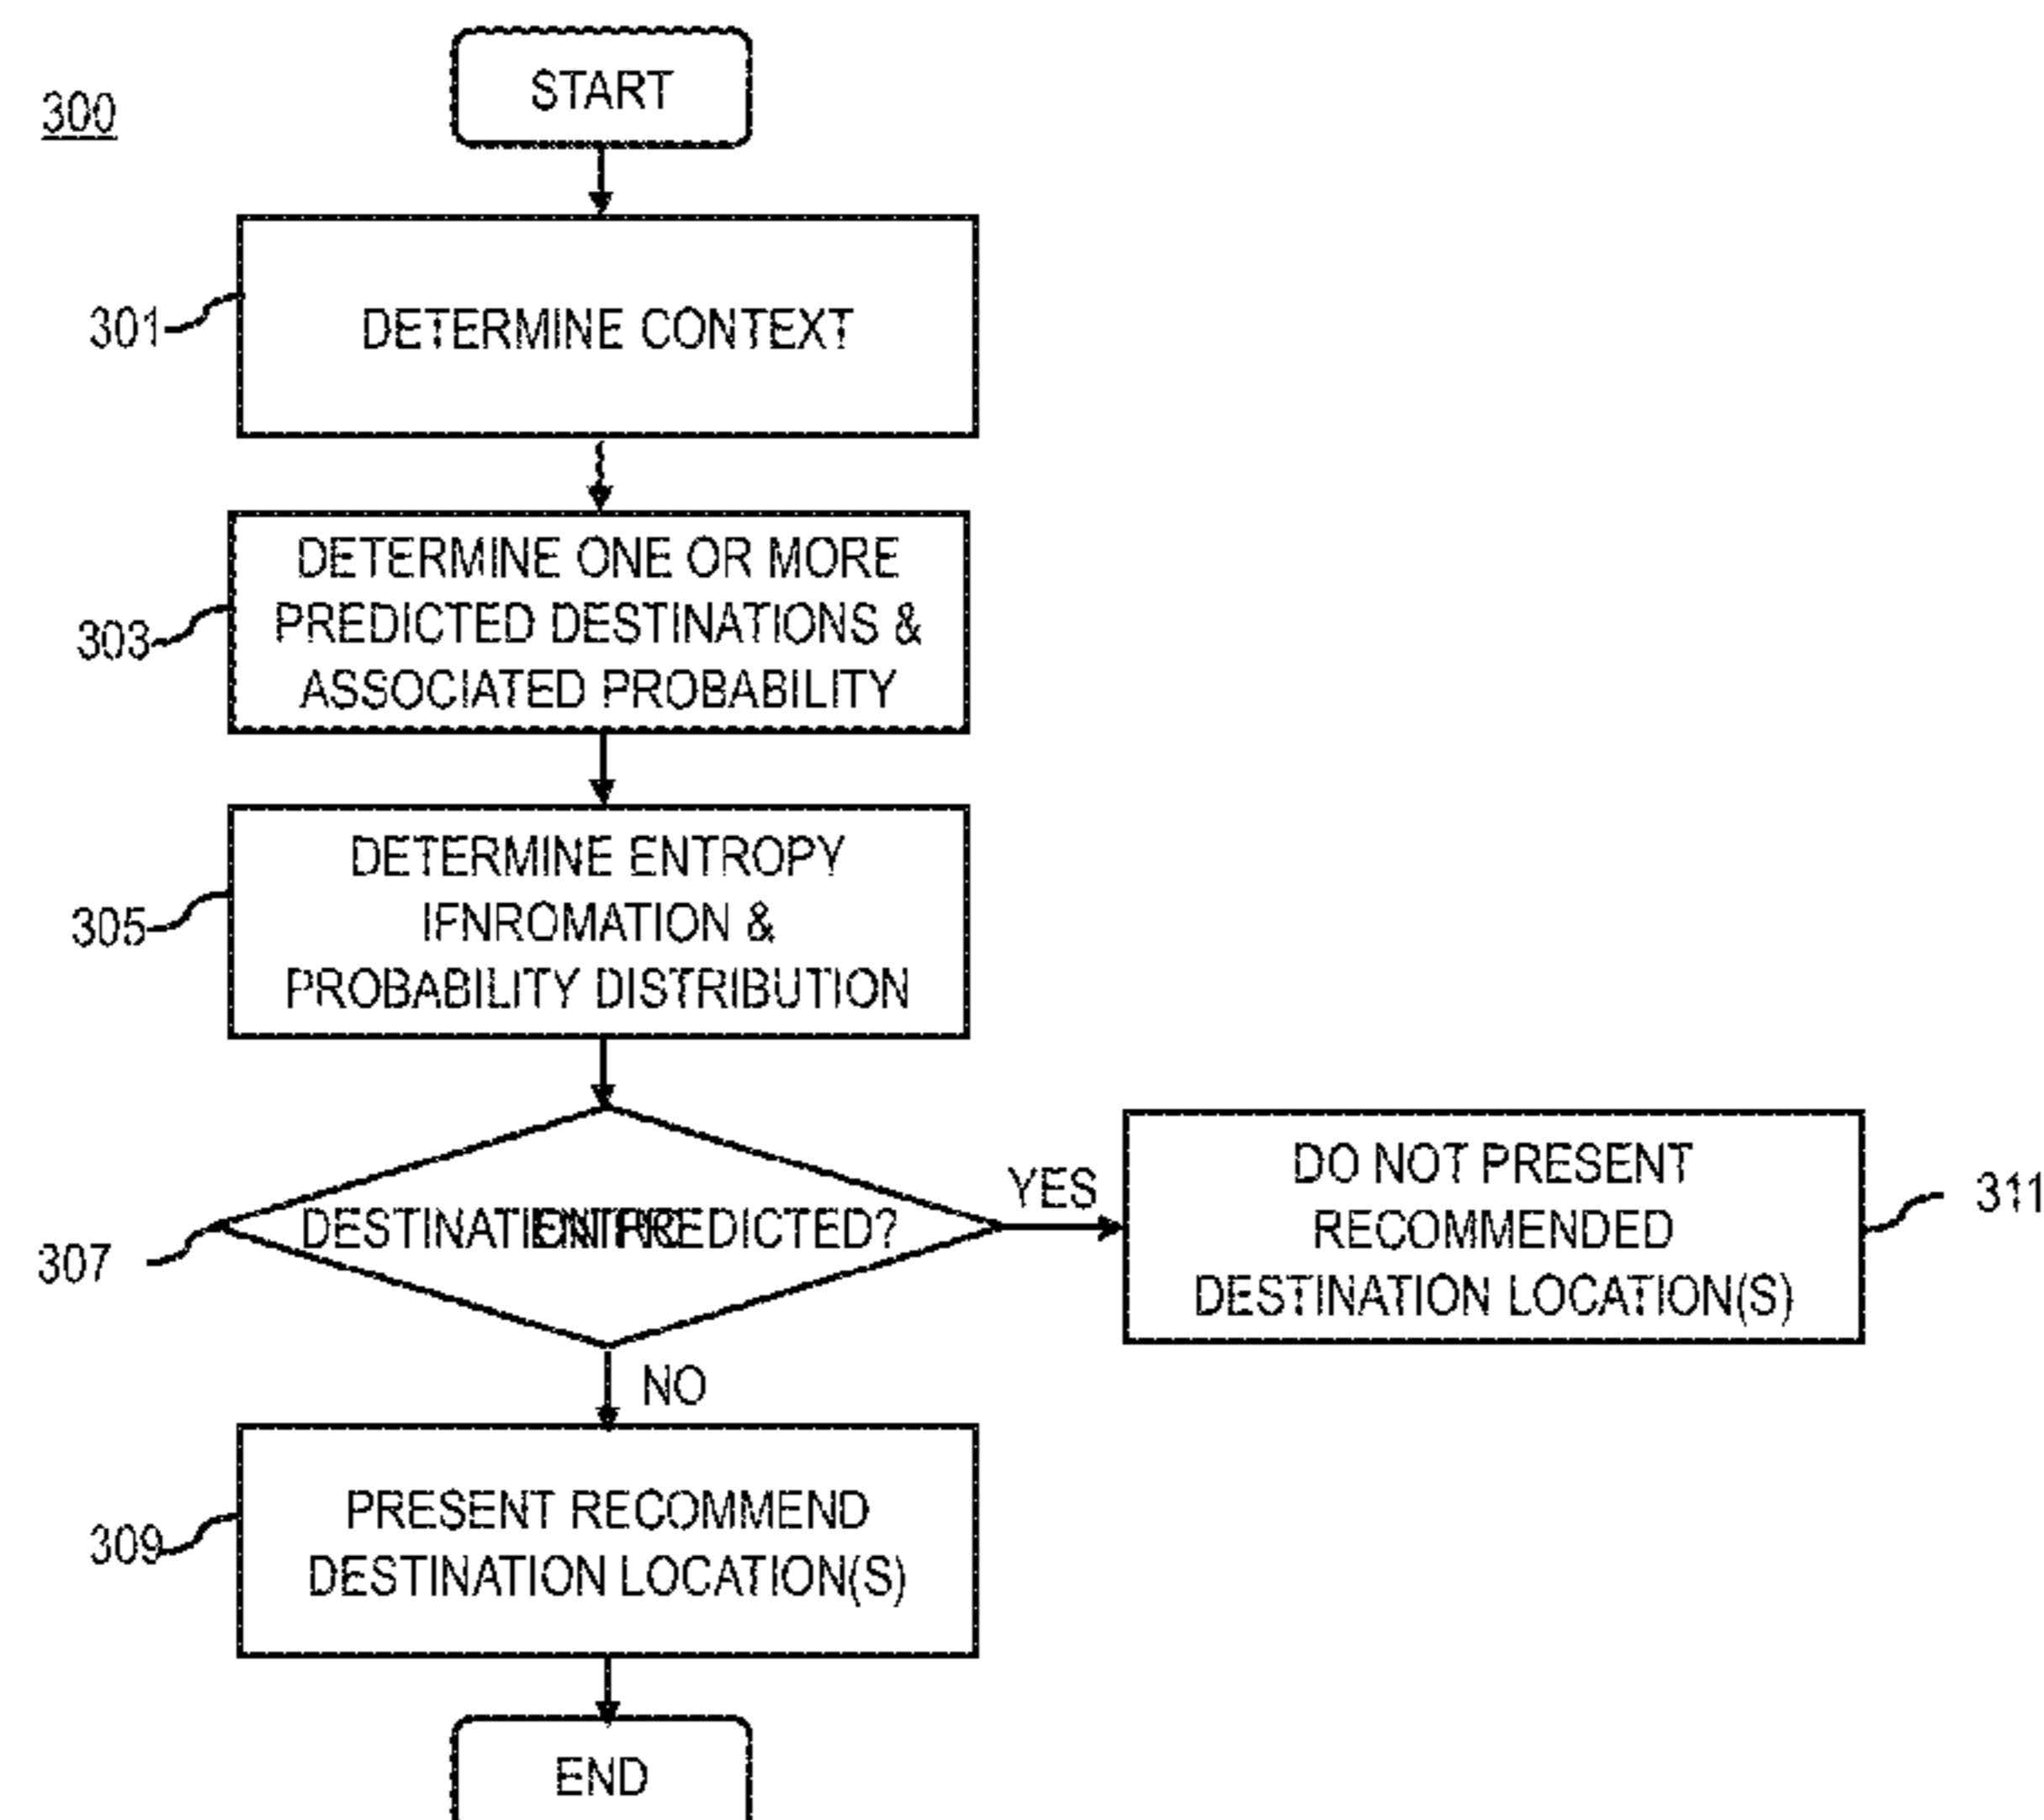 300
START
301
DETERMINE CONTEXT
303
DETERMINE ONE OR MORE
PREDICTED DESTINATIONS &
ASSOCIATED PROBABILITY
305
DETERMINE ENTROPY
IFNROMATION &
PROBABILITY DISTRIBUTION
307
PREDICTED?
YES
DO NOT PRESENT
RECOMMENDED
DESTINATION LOCATION(S)
311
NO
309
PRESENT RECOMMEND
DESTINATION LOCATION(S)
END